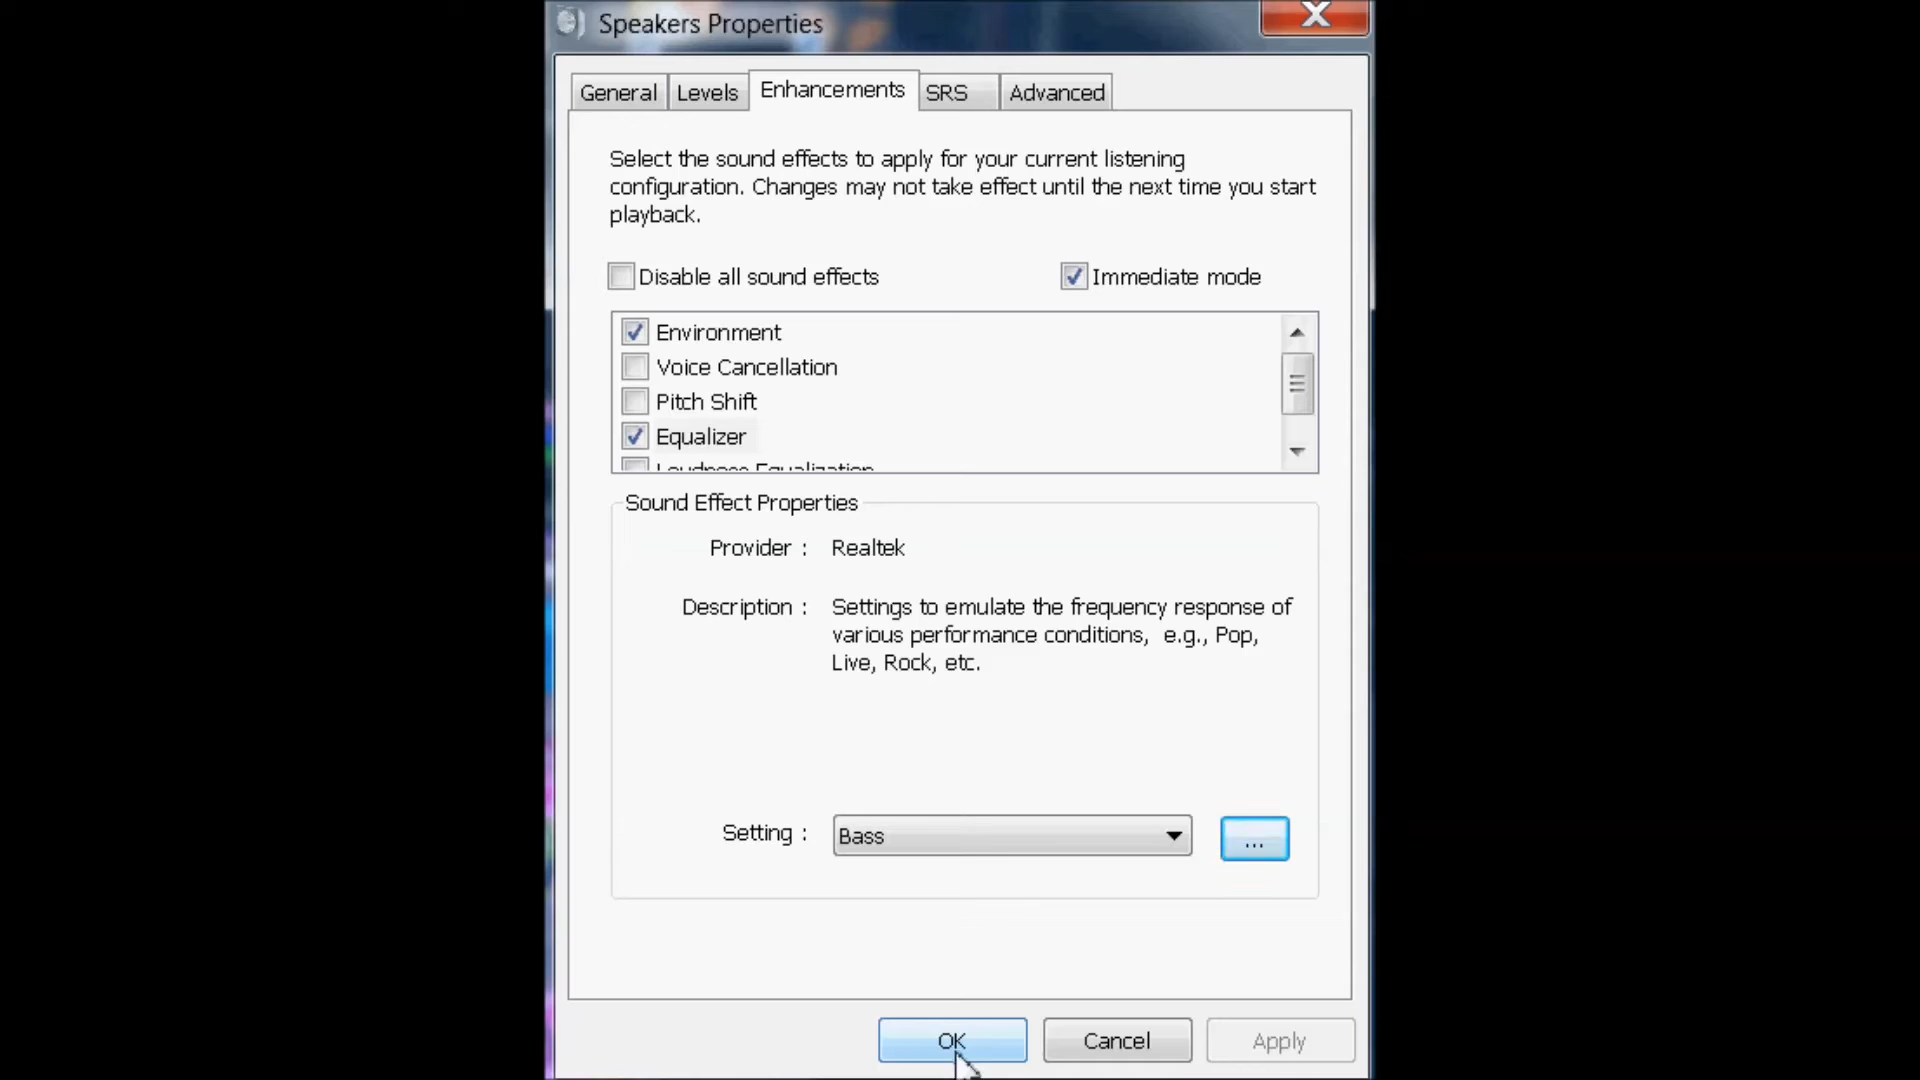 Speakers Properties
General
Levels
Enhancements
SRS
Advanced
Select the sound effects to apply for your current listening
configuration. Changes may not take effect until the next time you start
playback.
Disable all sound effects
Immediate mode
Environment
Voice Cancellation
Pitch Shift
Equalizer
Loudness Equalization
Sound Effect Properties
Provider : Realtek
Description : Settings to emulate the frequency response of
various performance conditions, e.g., Pop,
Live, Rock, etc.
Setting : Bass ...
OK
Cancel
Apply